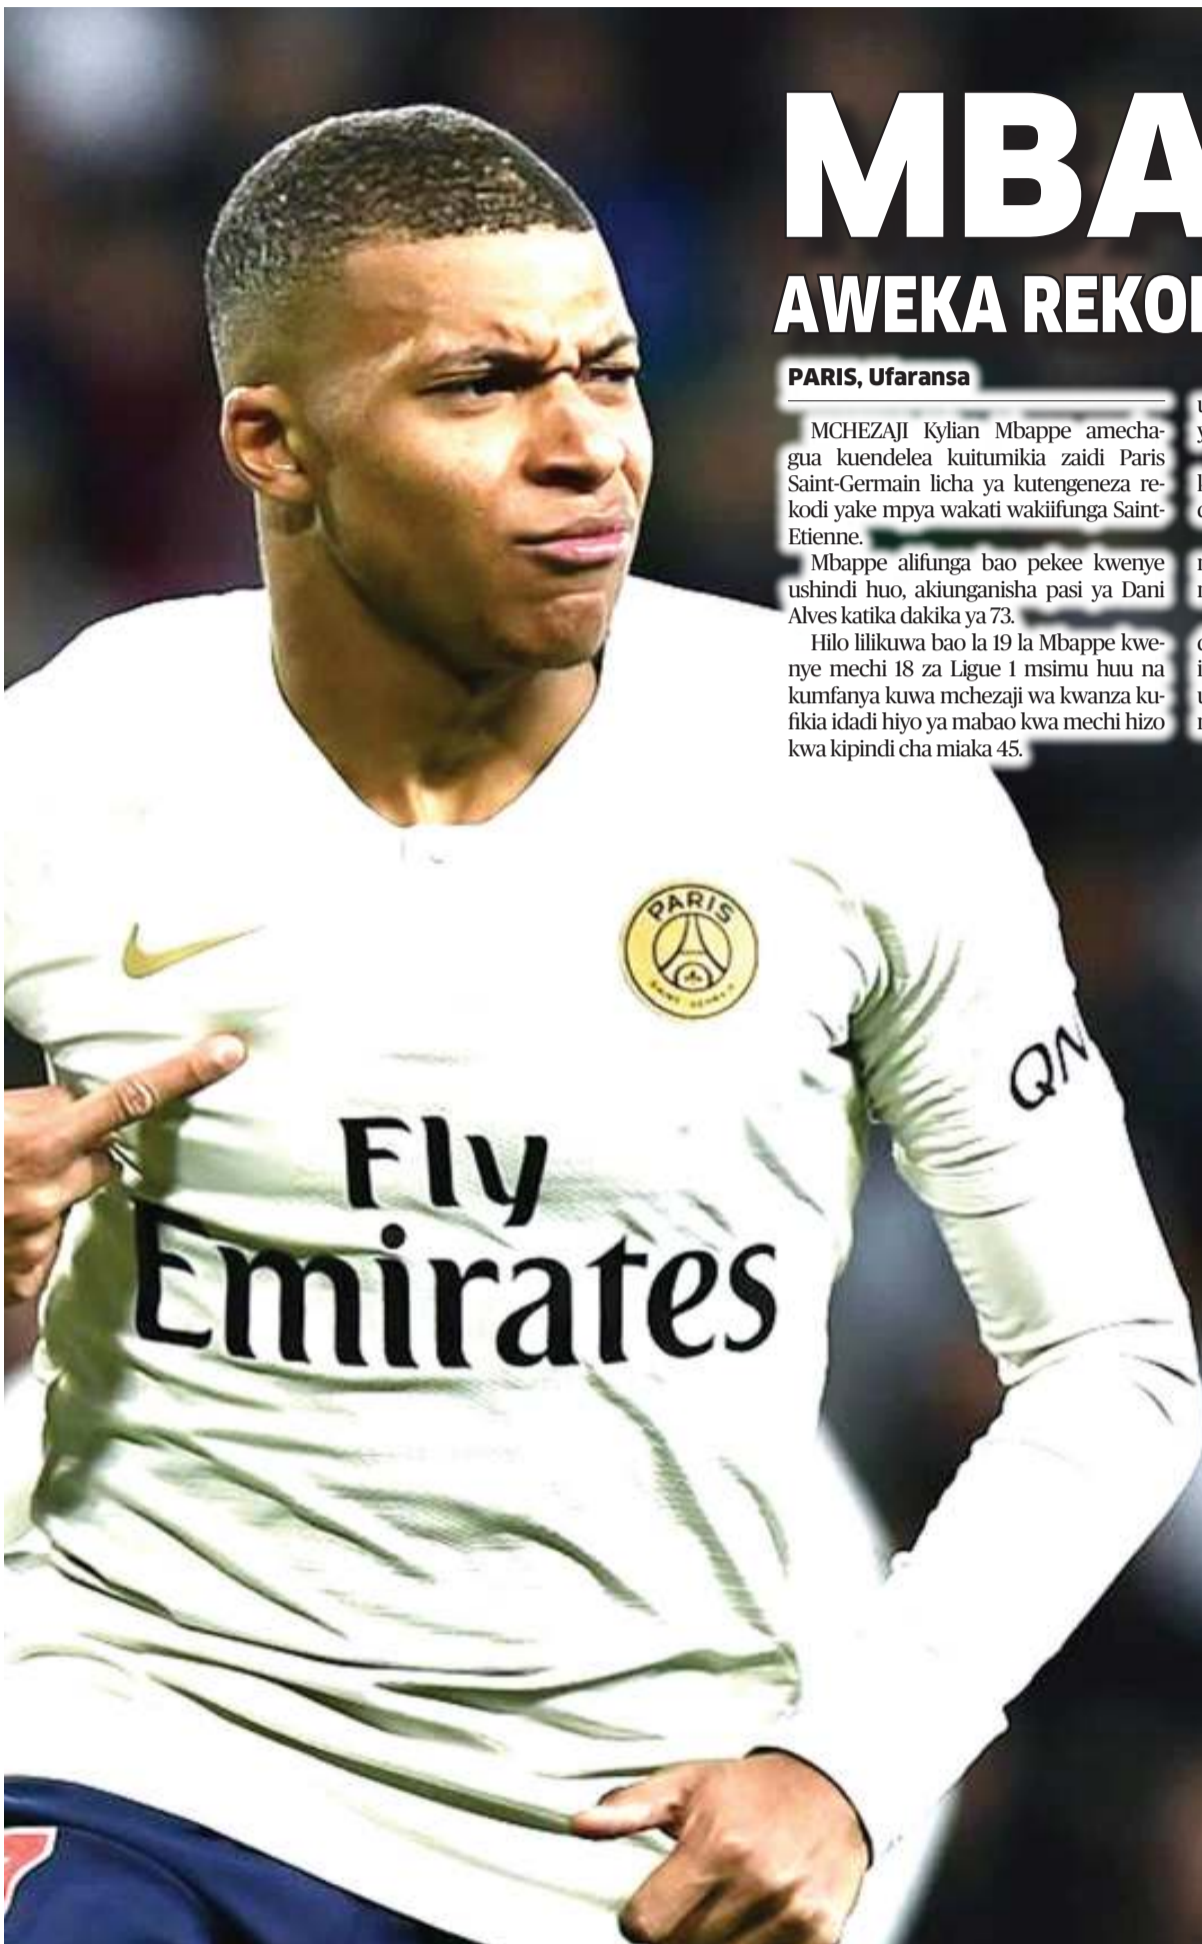 MBA
AWEKA REKO
PARIS, Ufaransa
MCHEZAJI Kylian Mbappe amecha-
gua kuendelea kuitumikia zaidi Paris
Saint-Germain licha ya kutengeneza re-
kodi yake mpya wakati wakiifunga Saint-
Etienne.
Mbappe alifunga bao pekee kwenye
ushindi huo, akiunganisha pasi ya Dani
Alves katika dakika ya 73.
Hilo lilikuwa bao la 19 la Mbappe kwe-
nye mechi 18 za Ligue 1 msimu huu na
kumfanya kuwa mchezaji wa kwanza ku-
fikia idadi hiyo ya mabao kwa mechi hizo
kwa kipindi cha miaka 45.
PARIS
QN
Fly
Emirates
7